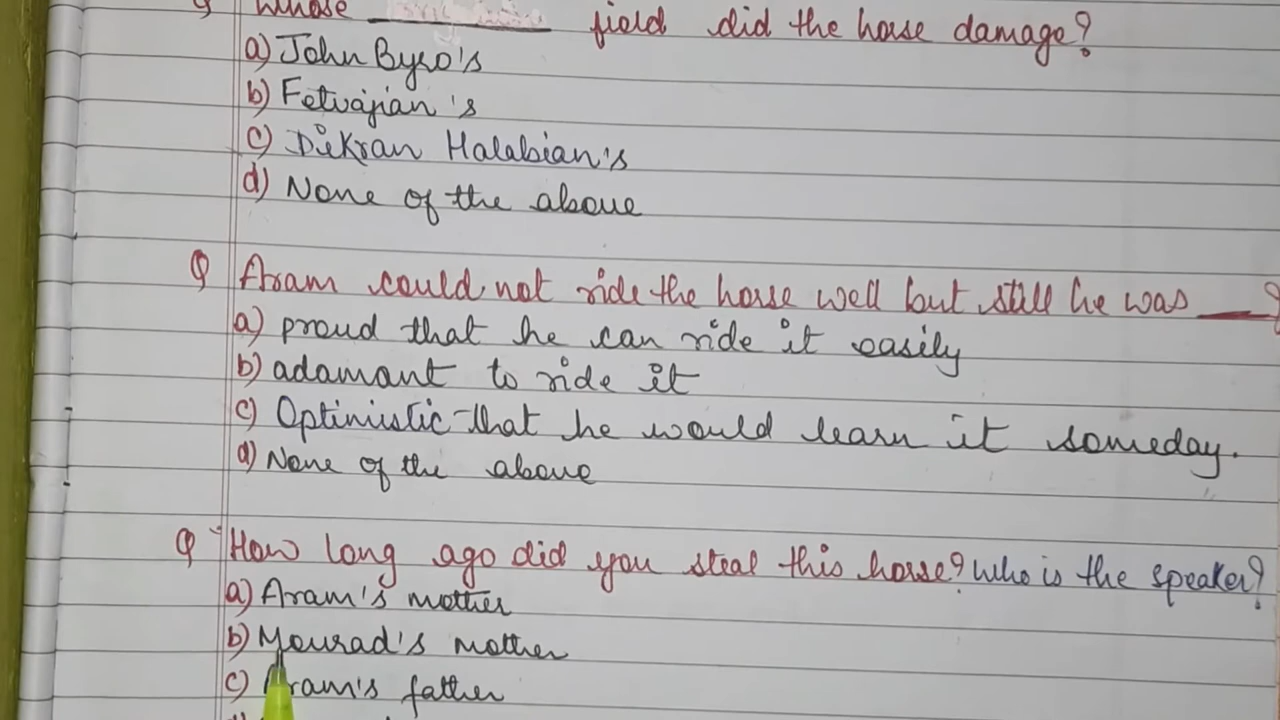 Whose ____ field did the horse damage?
a) John Byro's
b) Fetvajian's
c) Dikran Halabian's
d) None of the above
Q Aram could not ride the horse well but still he was ___?
a) proud that he can ride it easily
b) adamant to ride it
c) Optimistic that he would learn it someday.
d) None of the above
Q How long ago did you steal this horse? Who is the speaker?
a) Aram's mother
b) Mourad's mother
c) Aram's father